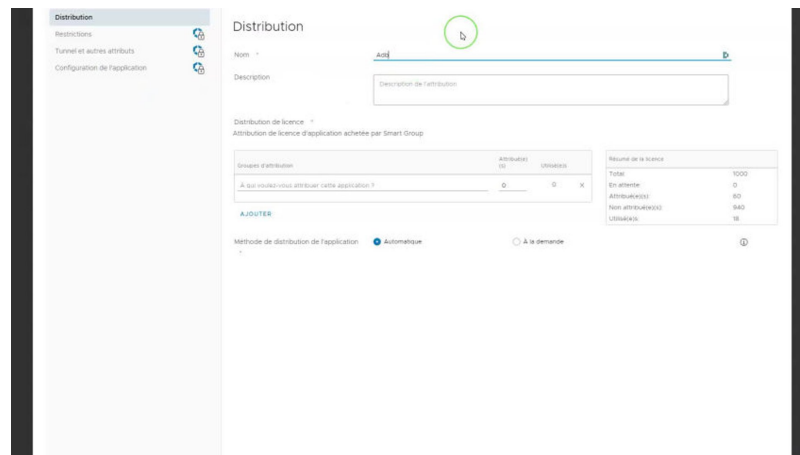 Distribution
Restrictions
Tunnel et autres attributs
Configuration de l'application
Distribution
Nom *
Adb
Description
Description de l'attribution
Distribution de licence *
Attribution de licence d'application achetée par Smart Group
Groupes d'attribution
Attribué(e)(s)
Utilisé(e)s
À qui voulez-vous attribuer cette application ?
0
0
×
AJOUTER
Résumé de la licence
Total: 1000
En attente: 0
Attribué(e)(s): 60
Non attribué(e)(s): 940
Utilisé(e)s: 18
Méthode de distribution de l'application *
Automatique
À la demande